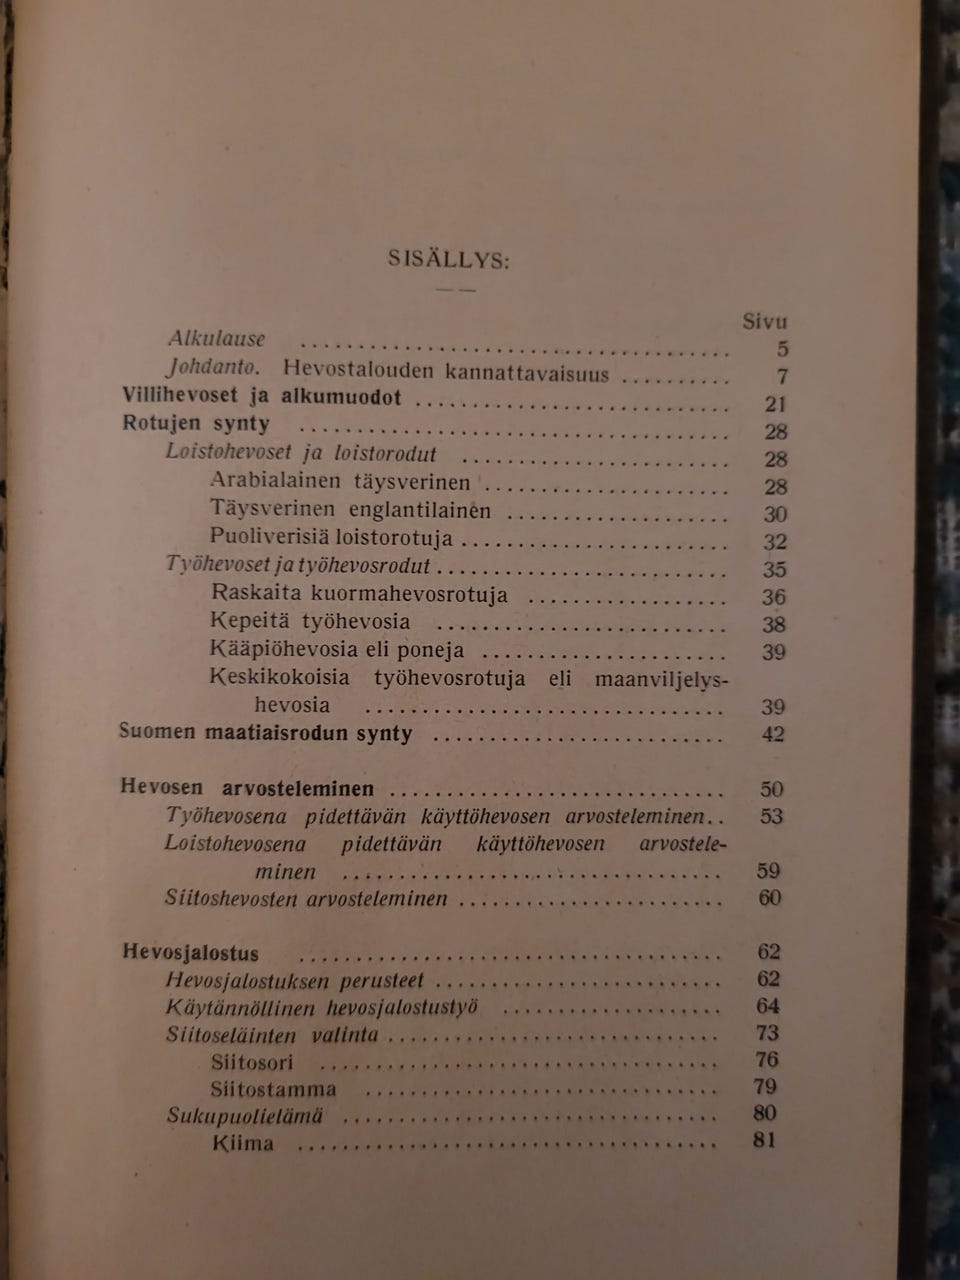 SISÄLLYS:
Sivu
Alkulause .......... 5
Johdanto. Hevostalouden kannattavaisuus .......... 7
Villihevoset ja alkumuodot .......... 21
Rotujen synty .......... 28
Loistohevoset ja loistorodut .......... 28
Arabialainen täysverinen .......... 28
Täysverinen englantilainen .......... 30
Puoliverisiä loistorotuja .......... 32
Työhevoset ja työhevosrodut .......... 35
Raskaita kuormahevosrotuja .......... 36
Kepeitä työhevosia .......... 38
Kääpiöhevosia eli poneja .......... 39
Keskikokoisia työhevosrotuja eli maanviljelys-
hevosia .......... 39
Suomen maatiaisrodun synty .......... 42
Hevosen arvosteleminen .......... 50
Työhevosena pidettävän käyttöhevosen arvosteleminen.. 53
Loistohevosena pidettävän käyttöhevosen arvostele-
minen .......... 59
Siitoshevosten arvosteleminen .......... 60
Hevosjalostus .......... 62
Hevosjalostuksen perusteet .......... 62
Käytännöllinen hevosjalostustyö .......... 64
Siitoseläinten valinta .......... 73
Siitosori .......... 76
Siitostamma .......... 79
Sukupuolielämä .......... 80
Kiima .......... 81